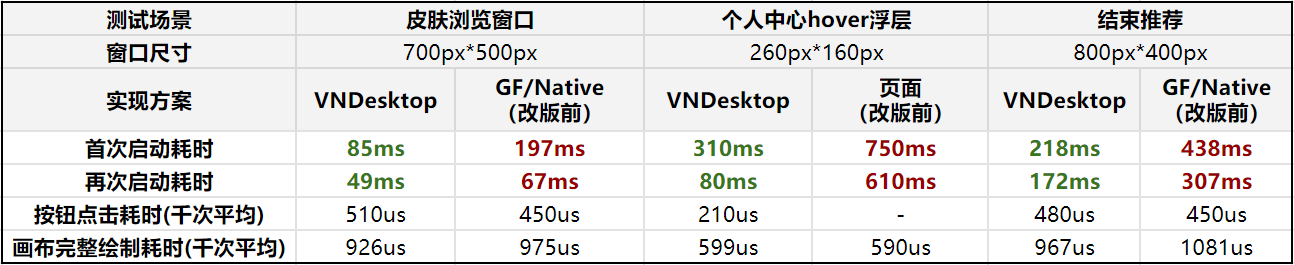 测试场景 皮肤浏览窗口 个人中心hover浮层 结束推荐
窗口尺寸 700px*500px 260px*160px 800px*400px
实现方案 VNDesktop GF/Native VNDesktop 页面 VNDesktop GF/Native
(改版前) (改版前) (改版前)
首次启动耗时 85ms 197ms 310ms 750ms 218ms 438ms
再次启动耗时 49ms 67ms 80ms 610ms 172ms 307ms
按钮点击耗时(千次平均) 510us 450us 210us - 480us 450us
画布完整绘制耗时(千次平均) 926us 975us 599us 590us 967us 1081us